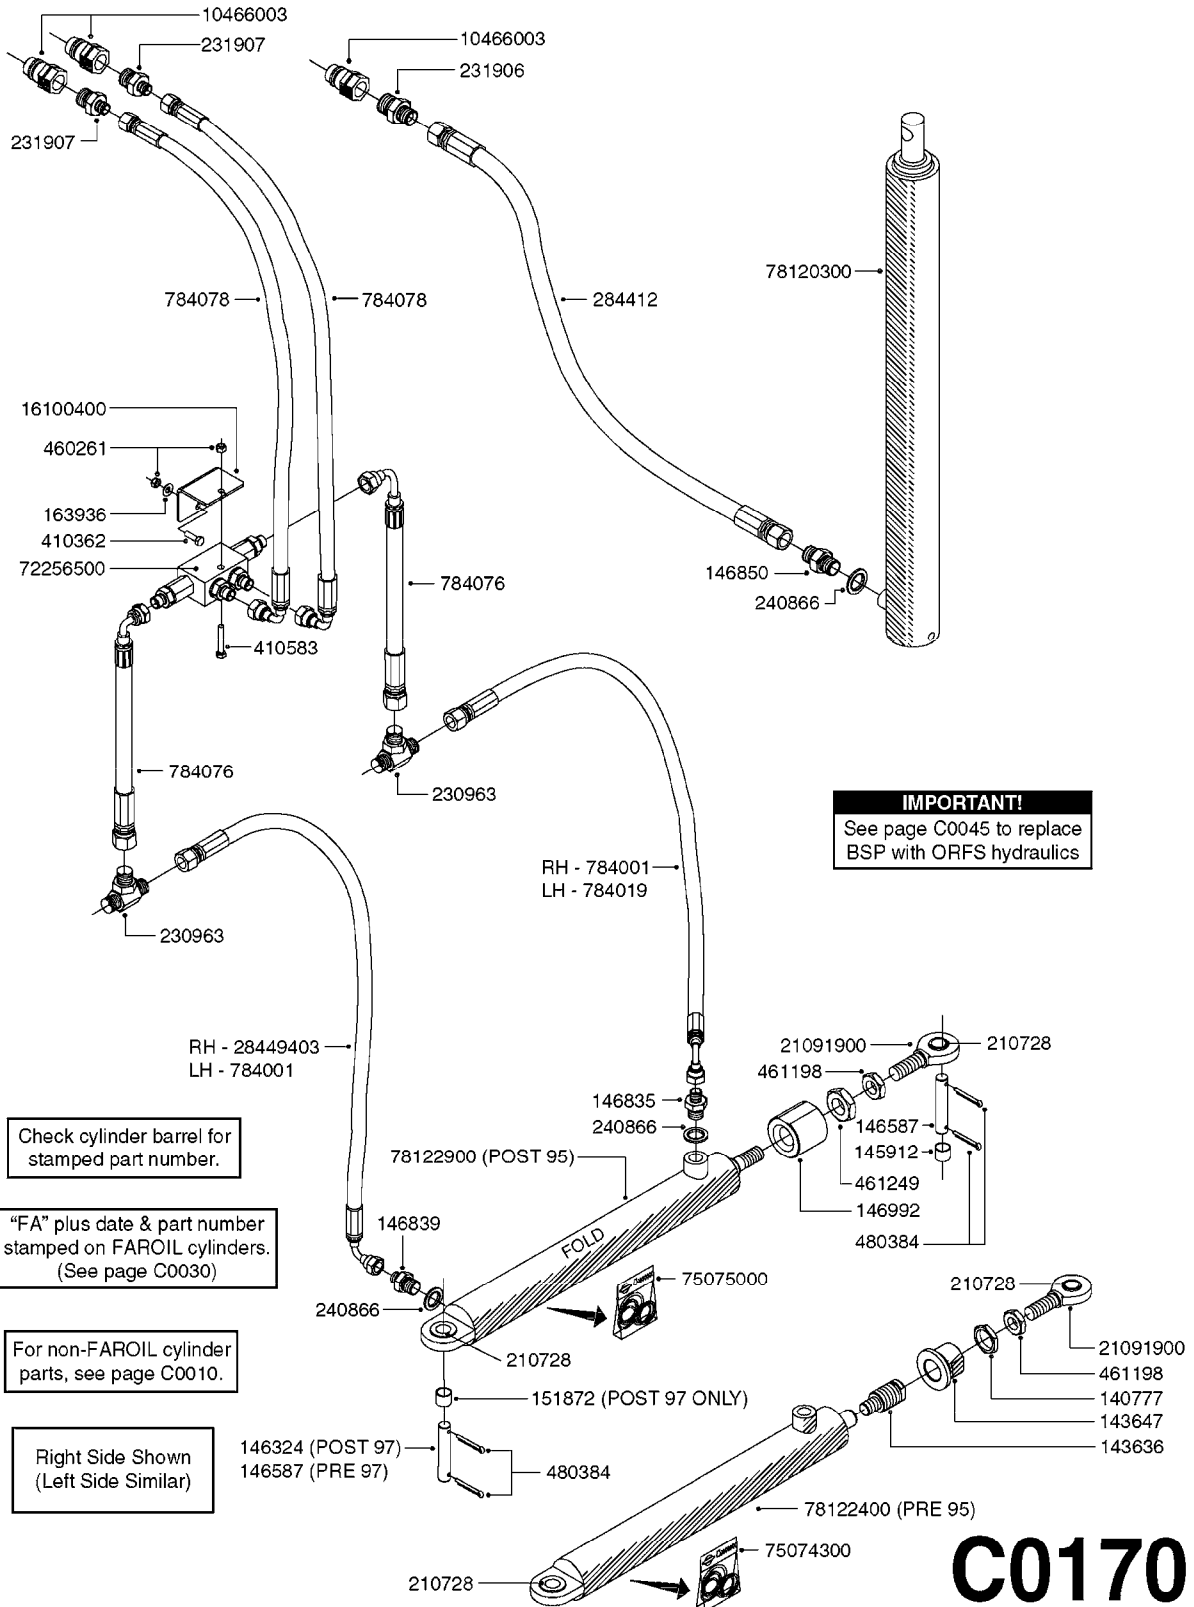 10466003
231907
10466003
231906
231907
78120300
784078
784078
284412
16100400
460261
163936
410362
72256500
784076
146850
240866
410583
784076
230963
IMPORTANT!
See page C0045 to replace
BSP with ORFS hydraulics
RH - 784001
LH - 784019
230963
RH - 28449403
LH - 784001
21091900
210728
461198
146835
240866
146587
145912
78122900 (POST 95)
461249
146992
480384
Check cylinder barrel for
stamped part number.
"FA" plus date & part number
stamped on FAROIL cylinders.
(See page C0030)
146839
FOLD
75075000
240866
210728
210728
21091900
461198
140777
143647
143636
For non-FAROIL cylinder
parts, see page C0010.
151872 (POST 97 ONLY)
Right Side Shown
(Left Side Similar)
146324 (POST 97)
146587 (PRE 97)
480384
78122400 (PRE 95)
75074300
210728
C0170